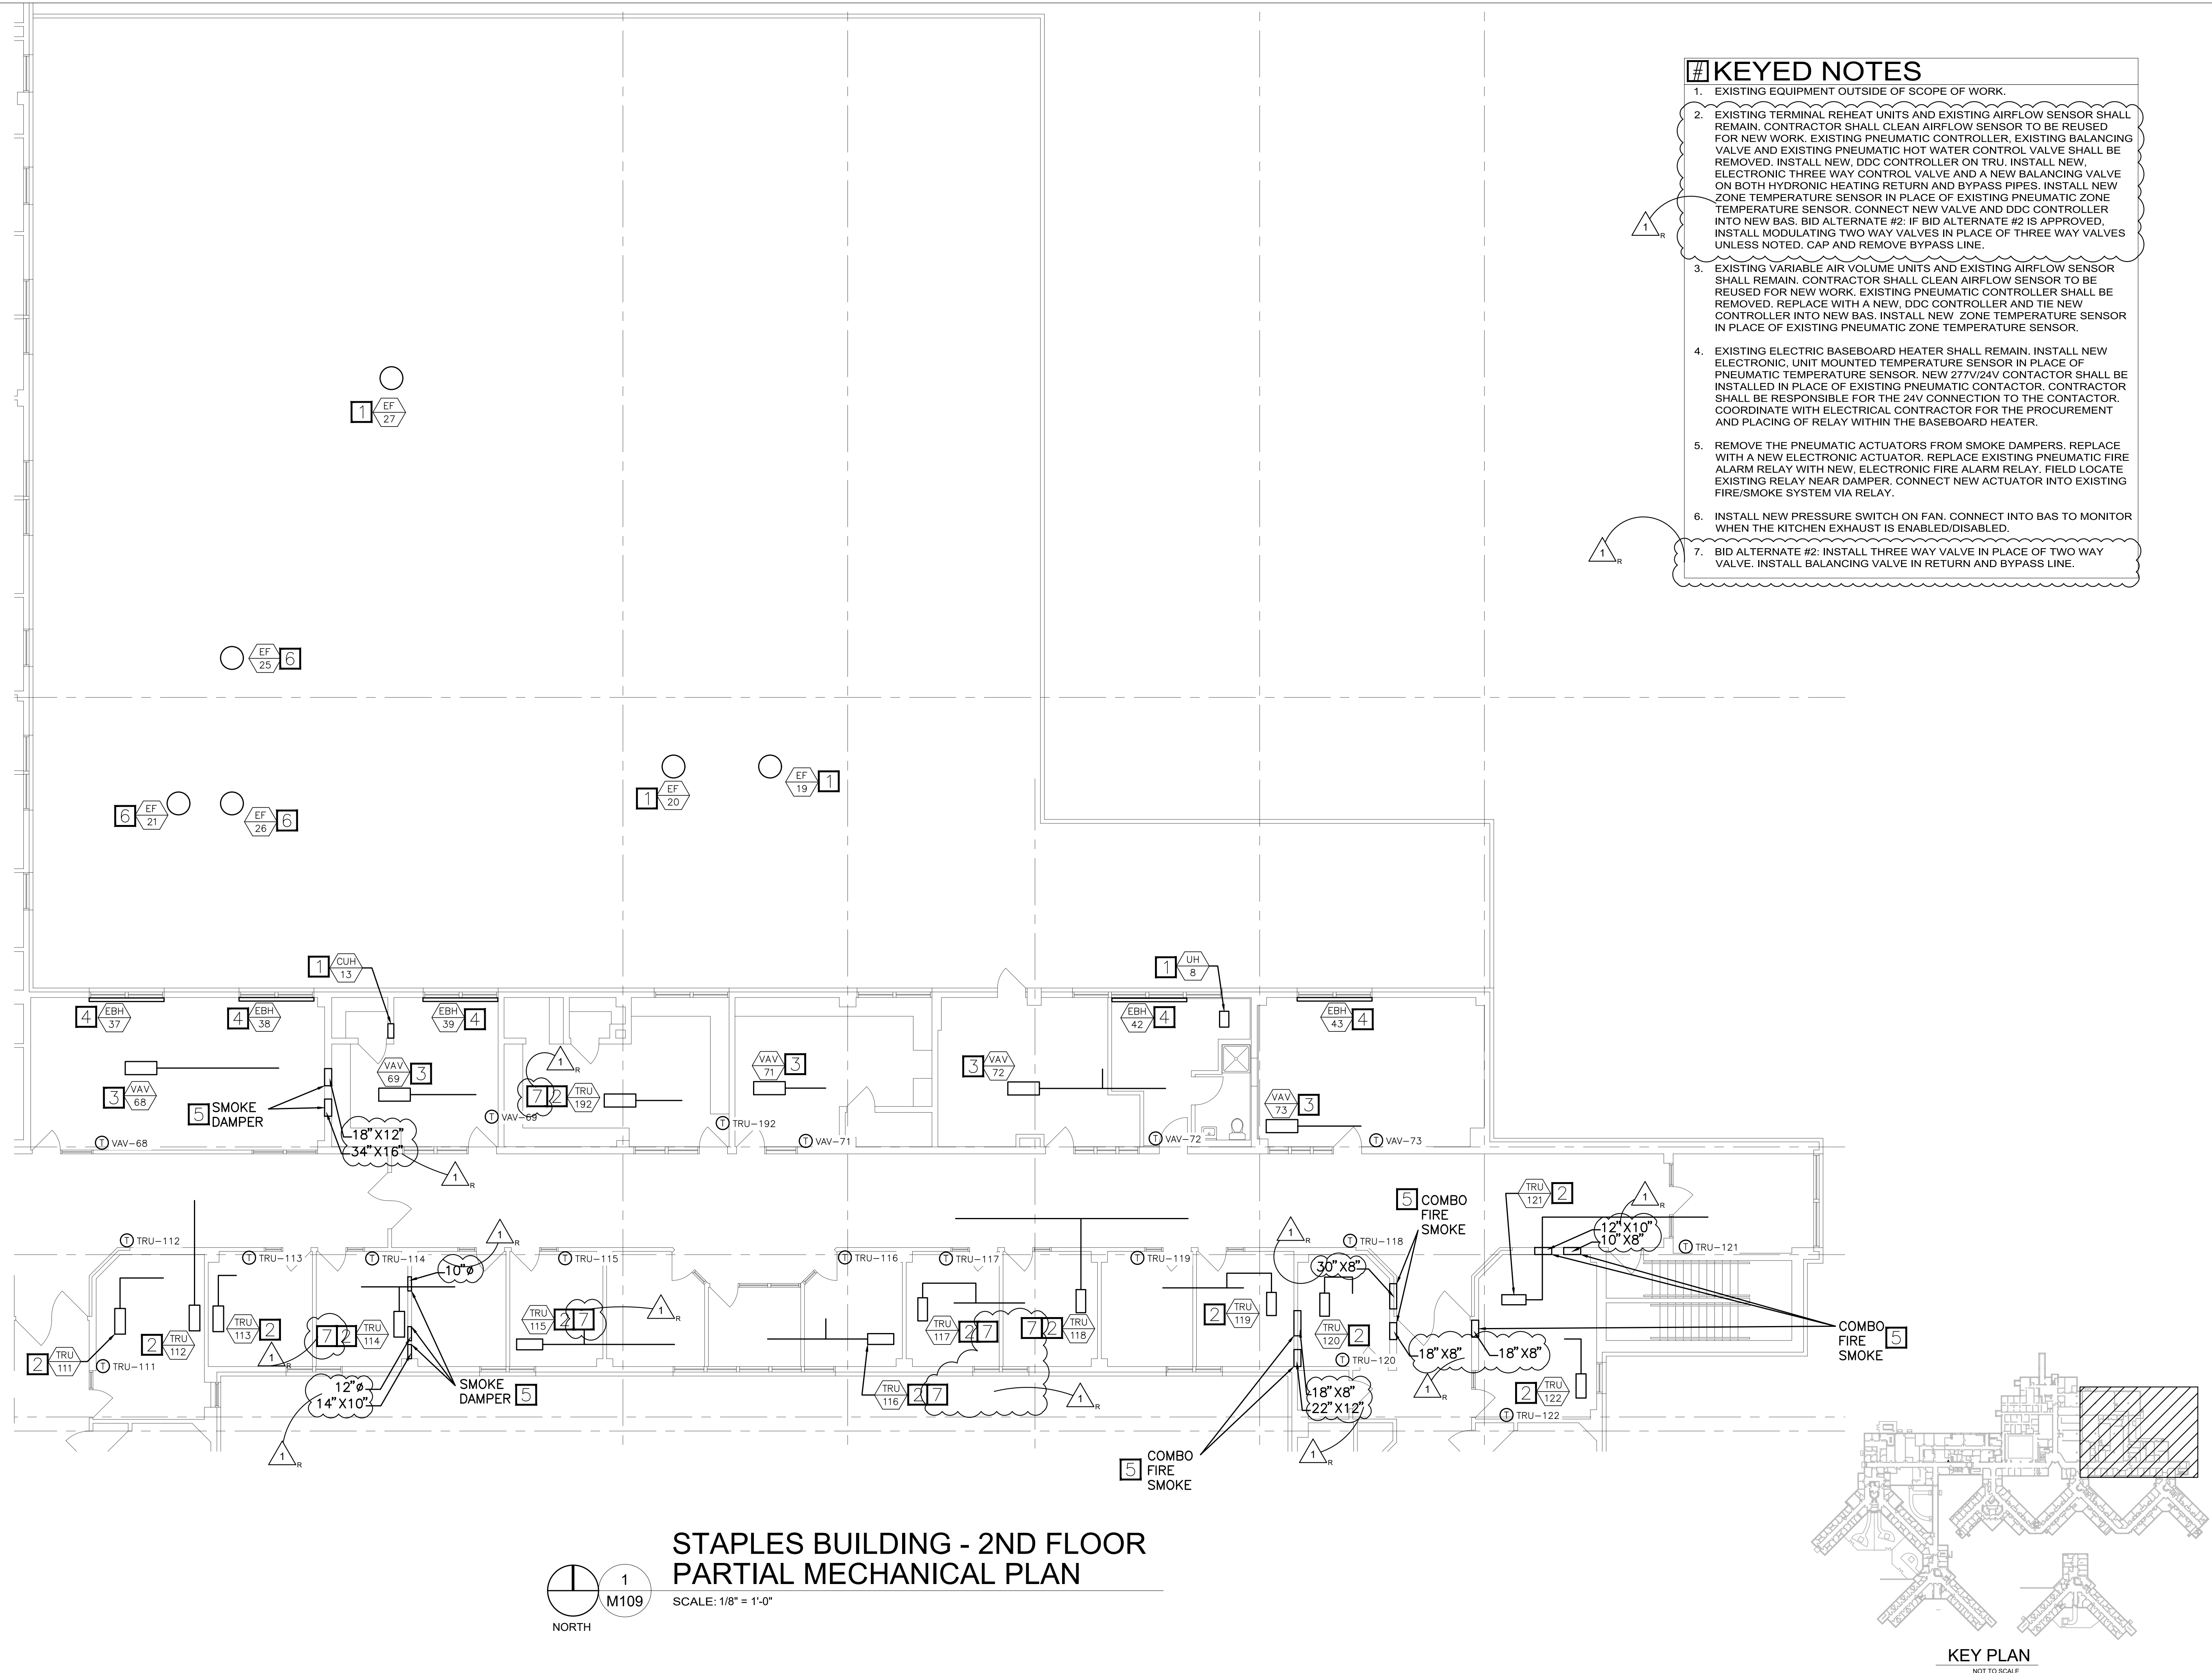 # KEYED NOTES
1. EXISTING EQUIPMENT OUTSIDE OF SCOPE OF WORK.
2. EXISTING TERMINAL REHEAT UNITS AND EXISTING AIRFLOW SENSOR SHALL
REMAIN. CONTRACTOR SHALL CLEAN AIRFLOW SENSOR TO BE REUSED
FOR NEW WORK. EXISTING PNEUMATIC CONTROLLER, EXISTING BALANCING
VALVE AND EXISTING PNEUMATIC HOT WATER CONTROL VALVE SHALL BE
REMOVED. INSTALL NEW, DDC CONTROLLER ON TRU. INSTALL NEW,
ELECTRONIC THREE WAY CONTROL VALVE AND A NEW BALANCING VALVE
ON BOTH HYDRONIC HEATING RETURN AND BYPASS PIPES. INSTALL NEW
ZONE TEMPERATURE SENSOR IN PLACE OF EXISTING PNEUMATIC ZONE
TEMPERATURE SENSOR. CONNECT NEW VALVE AND DDC CONTROLLER
INTO NEW BAS. BID ALTERNATE #2: IF BID ALTERNATE #2 IS APPROVED,
INSTALL MODULATING TWO WAY VALVES IN PLACE OF THREE WAY VALVES
UNLESS NOTED. CAP AND REMOVE BYPASS LINE.
1
R
3. EXISTING VARIABLE AIR VOLUME UNITS AND EXISTING AIRFLOW SENSOR
SHALL REMAIN. CONTRACTOR SHALL CLEAN AIRFLOW SENSOR TO BE
REUSED FOR NEW WORK. EXISTING PNEUMATIC CONTROLLER SHALL BE
REMOVED. REPLACE WITH A NEW, DDC CONTROLLER AND TIE NEW
CONTROLLER INTO NEW BAS. INSTALL NEW ZONE TEMPERATURE SENSOR
IN PLACE OF EXISTING PNEUMATIC ZONE TEMPERATURE SENSOR.
4. EXISTING ELECTRIC BASEBOARD HEATER SHALL REMAIN. INSTALL NEW
ELECTRONIC, UNIT MOUNTED TEMPERATURE SENSOR IN PLACE OF
PNEUMATIC TEMPERATURE SENSOR. NEW 277V/24V CONTACTOR SHALL BE
INSTALLED IN PLACE OF EXISTING PNEUMATIC CONTACTOR. CONTRACTOR
SHALL BE RESPONSIBLE FOR THE 24V CONNECTION TO THE CONTACTOR.
COORDINATE WITH ELECTRICAL CONTRACTOR FOR THE PROCUREMENT
AND PLACING OF RELAY WITHIN THE BASEBOARD HEATER.
5. REMOVE THE PNEUMATIC ACTUATORS FROM SMOKE DAMPERS. REPLACE
WITH A NEW ELECTRONIC ACTUATOR. REPLACE EXISTING PNEUMATIC FIRE
ALARM RELAY WITH NEW, ELECTRONIC FIRE ALARM RELAY. FIELD LOCATE
EXISTING RELAY NEAR DAMPER. CONNECT NEW ACTUATOR INTO EXISTING
FIRE/SMOKE SYSTEM VIA RELAY.
6. INSTALL NEW PRESSURE SWITCH ON FAN. CONNECT INTO BAS TO MONITOR
WHEN THE KITCHEN EXHAUST IS ENABLED/DISABLED.
1
R
7. BID ALTERNATE #2: INSTALL THREE WAY VALVE IN PLACE OF TWO WAY
VALVE. INSTALL BALANCING VALVE IN RETURN AND BYPASS LINE.
1 EF 27
EF 25 6
6 EF 21
EF 26 6
1 EF 20
EF 19 1
1 CUH 13
1 UH 8
4 EBH 37
4 EBH 38
EBH 39 4
EBH 42 4
EBH 43 4
3 VAV 68
VAV 69 3
1
R
7 2 TRU 192
VAV 71 3
3 VAV 72
VAV 73 3
5 SMOKE
DAMPER
18"X12"
34"X16"
1
R
T VAV-68
T VAV-69
T TRU-192
T VAV-71
T VAV-72
T VAV-73
5 COMBO
FIRE
SMOKE
TRU 121 2
1
R
12"X10"
10"X8"
T TRU-112
T TRU-113
T TRU-114
1
R
10"ø
T TRU-115
T TRU-116
T TRU-117
T TRU-119
1
R
T TRU-118
30"X8"
T TRU-121
2 TRU 111
T TRU-111
2 TRU 112
TRU 113 2
1
R
7 2 TRU 114
TRU 115 2 7
1
R
TRU 117 2 7
7 2 TRU 118
2 TRU 119
TRU 120 2
T TRU-120
18"X8"
18"X8"
1
R
COMBO
FIRE 5
SMOKE
12"ø
14"X10"
1
R
SMOKE
DAMPER 5
TRU 116 2 7
1
R
18"X8"
22"X12"
1
R
2 TRU 122
T TRU-122
5 COMBO
FIRE
SMOKE
STAPLES BUILDING - 2ND FLOOR
PARTIAL MECHANICAL PLAN
1
M109
SCALE: 1/8" = 1'-0"
NORTH
KEY PLAN
NOT TO SCALE